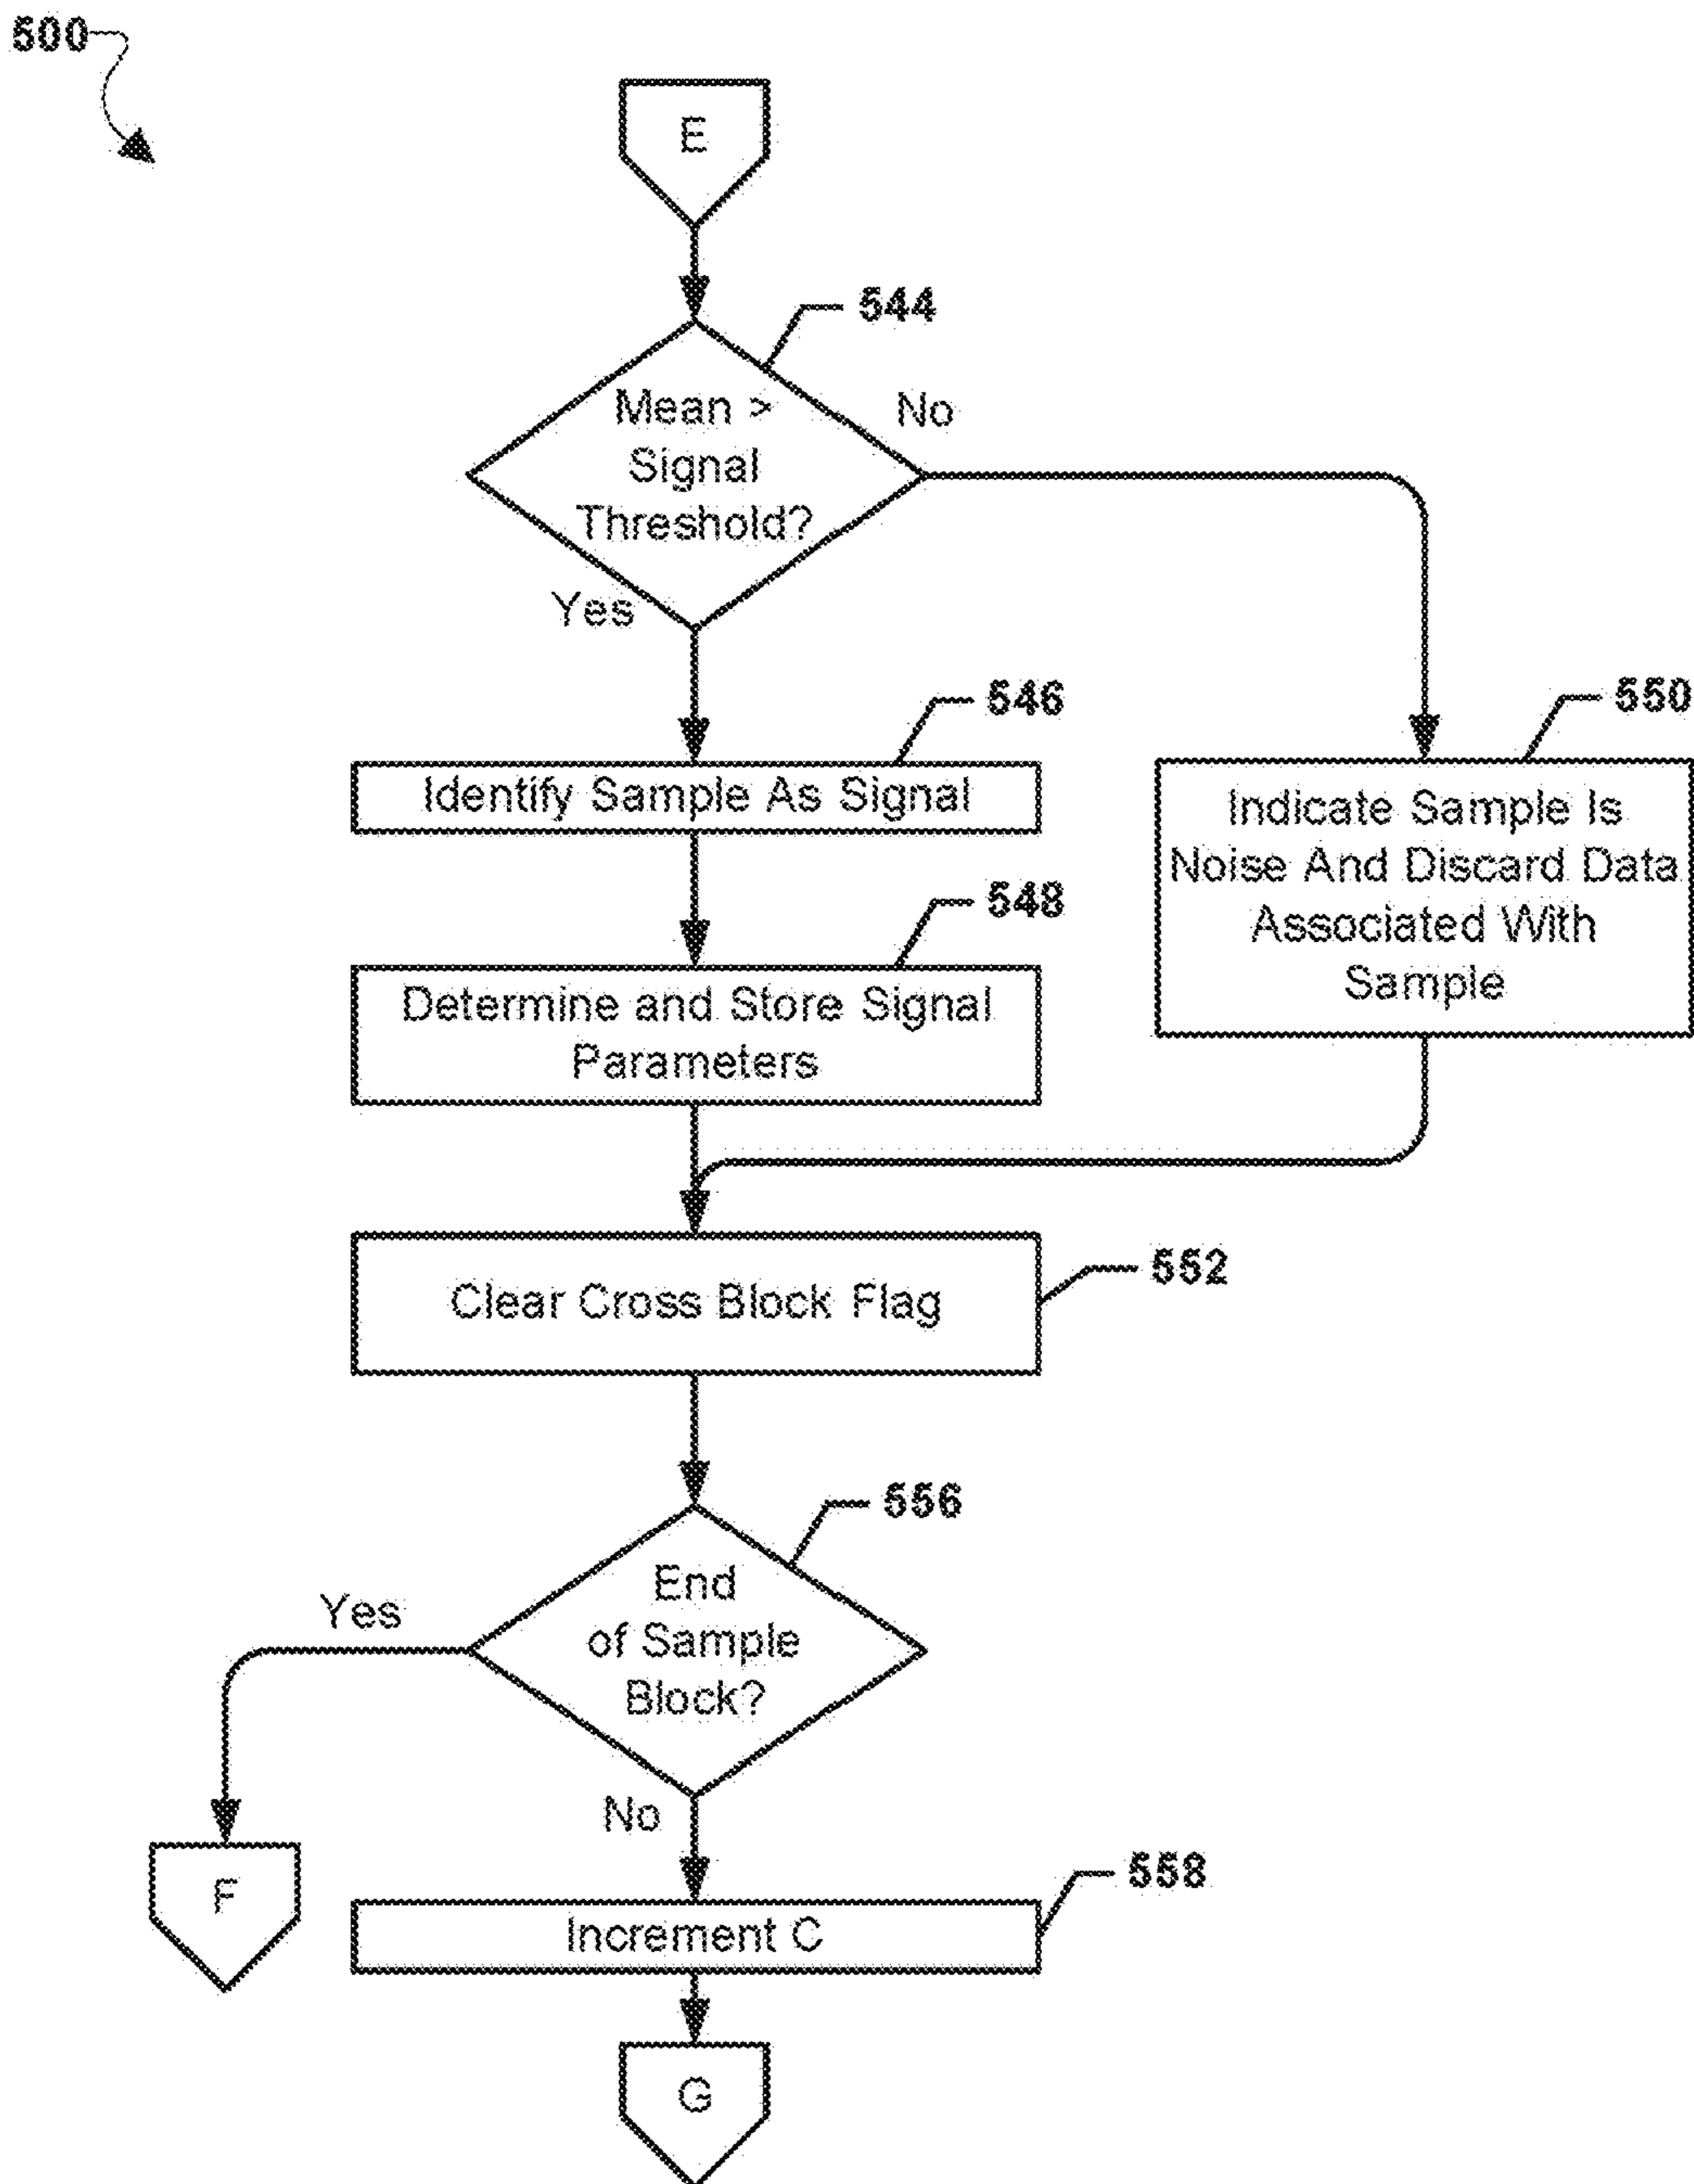 500
E
544
Mean >
Signal
Threshold?
No
Yes
546
Identify Sample As Signal
550
Indicate Sample Is
Noise And Discard Data
Associated With
Sample
548
Determine and Store Signal
Parameters
552
Clear Cross Block Flag
556
End
of Sample
Block?
Yes
No
F
558
Increment C
G